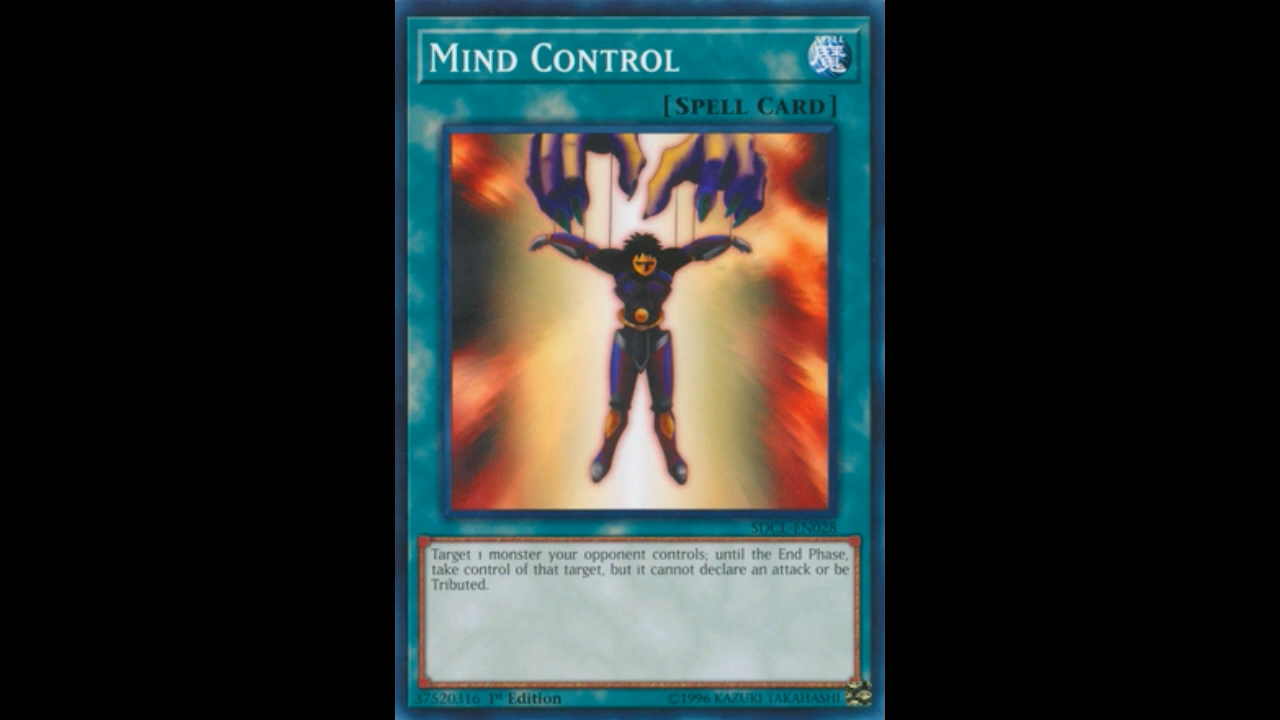 MIND CONTROL
SPELL
魔
[SPELL CARD]
SDCL-EN028
Target 1 monster your opponent controls; until the End Phase,
take control of that target, but it cannot declare an attack or be
Tributed.
37520316 1st Edition ©1996 KAZUKI TAKAHASHI